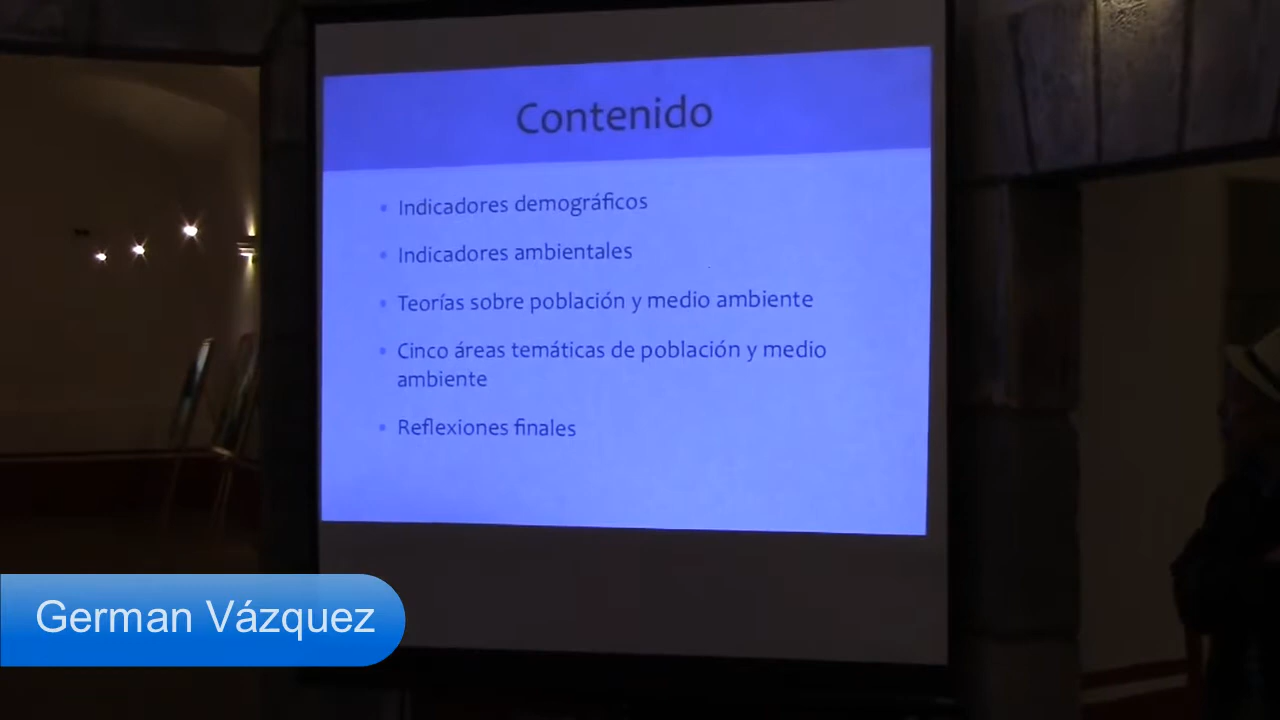 Contenido
• Indicadores demográficos
• Indicadores ambientales
• Teorías sobre población y medio ambiente
• Cinco áreas temáticas de población y medio
ambiente
• Reflexiones finales
German Vázquez